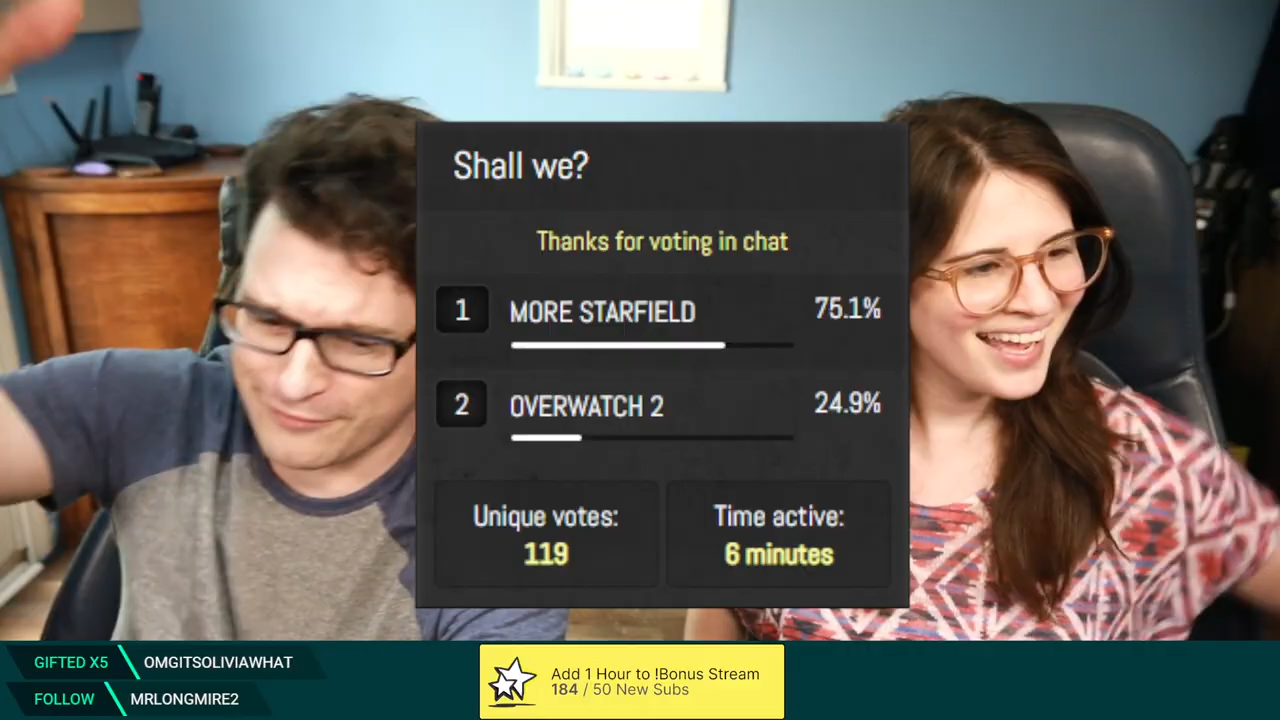 Shall we?
Thanks for voting in chat
1 MORE STARFIELD 75.1%
2 OVERWATCH 2 24.9%
Unique votes: Time active:
119 6 minutes
GIFTED X5 OMGITSOLIVIAWHAT
FOLLOW MRLONGMIRE2
Add 1 Hour to !Bonus Stream
184 / 50 New Subs